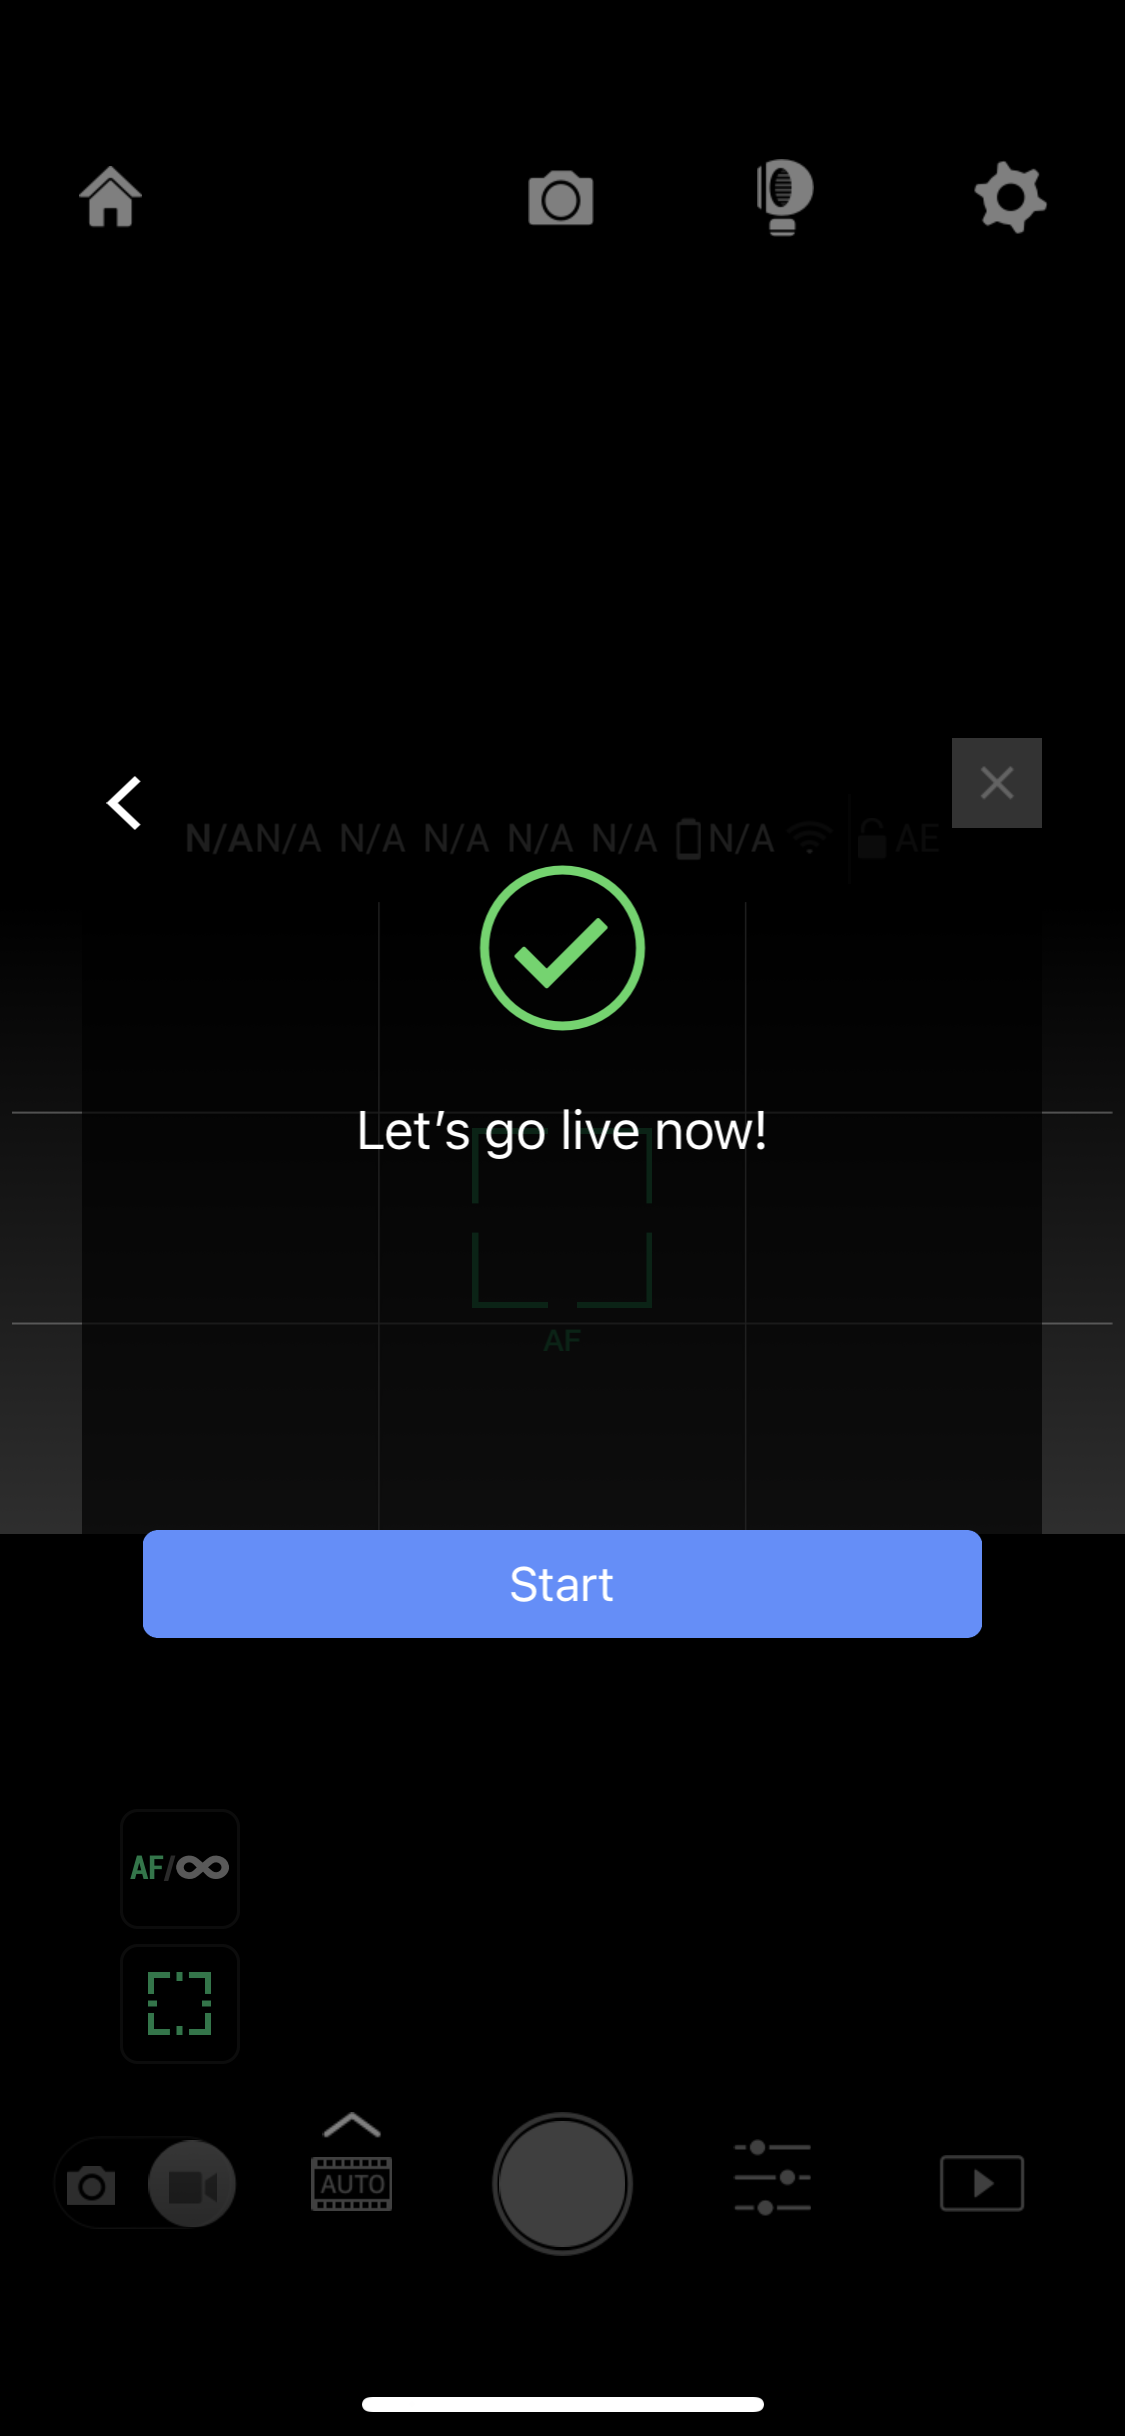 N/AN/A N/A N/A N/A N/A N/A AE
Let’s go live now!
AF
Start
AF/∞
AUTO